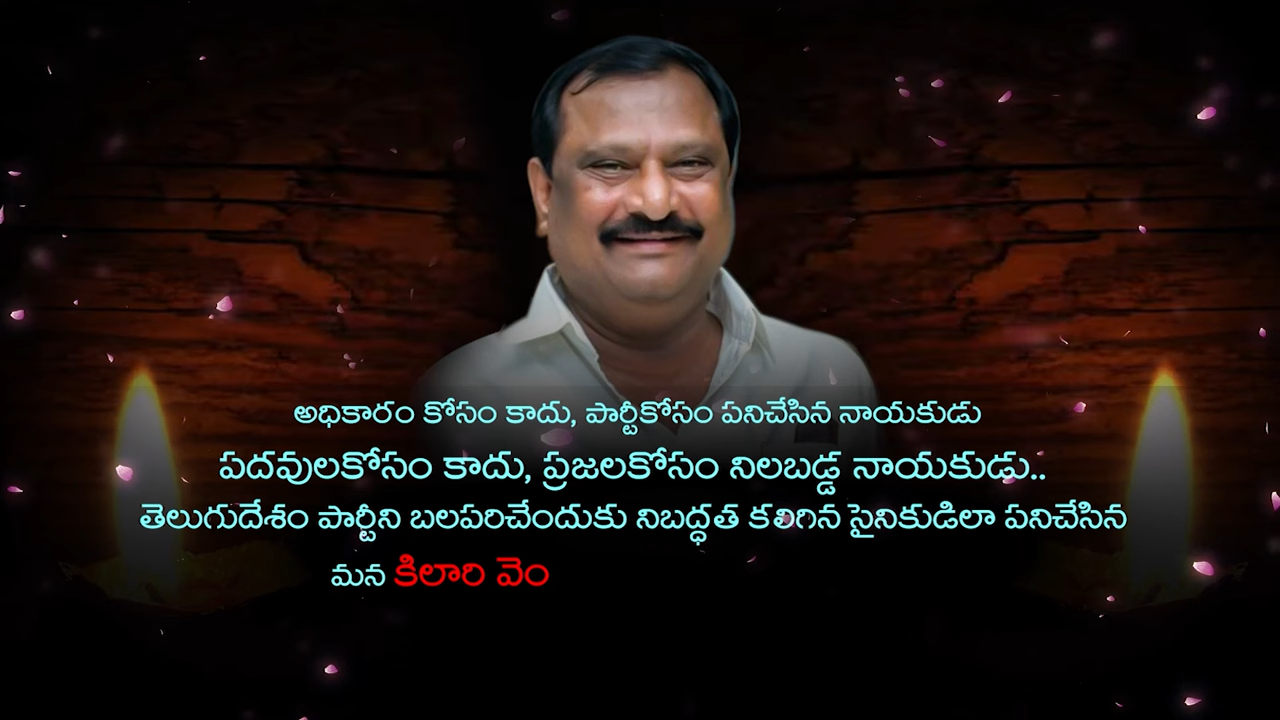 అధికారం కోసం కాదు, పార్టీకోసం పనిచేసిన నాయకుడు
పదవులకోసం కాదు, ప్రజలకోసం నిలబడ్డ నాయకుడు..
తెలుగుదేశం పార్టీని బలపరిచేందుకు నిబద్ధత కలిగిన సైనికుడిలా పనిచేసిన
మన కిలారి వెం